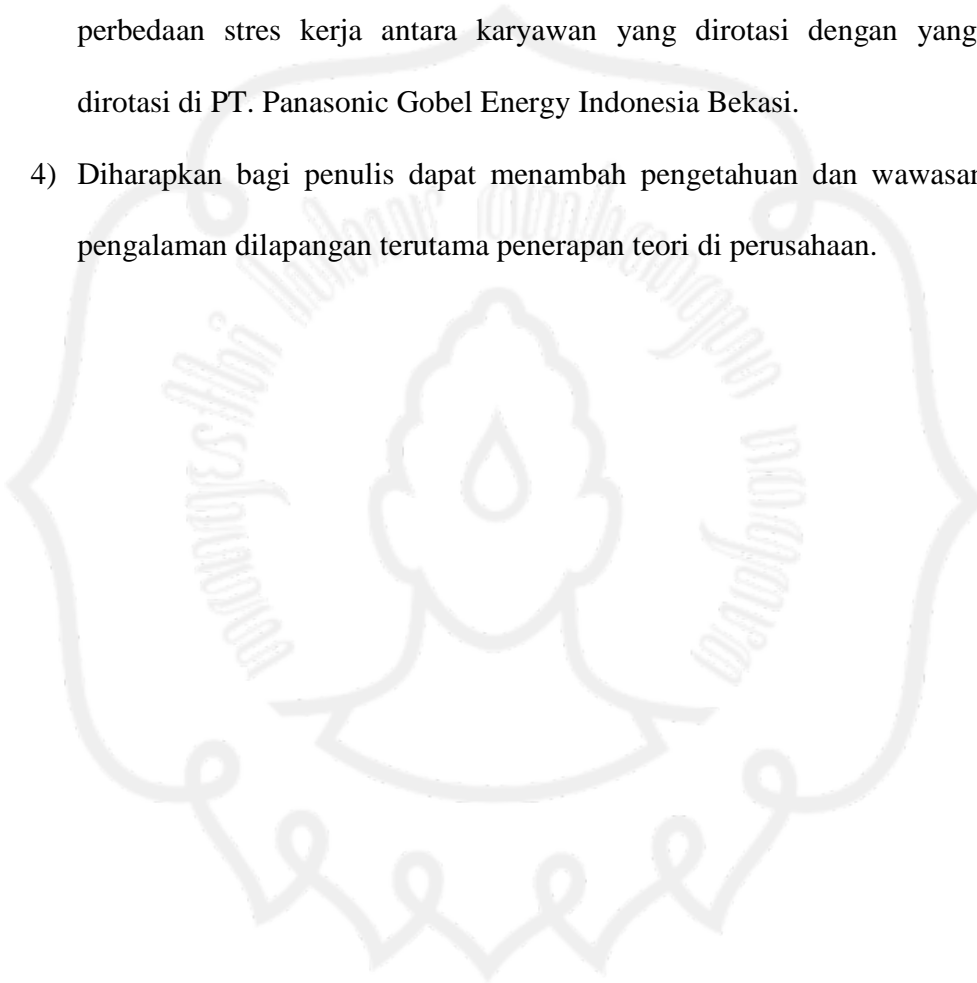 perbedaan stres kerja antara karyawan yang dirotasi dengan yang
dirotasi di PT. Panasonic Gobel Energy Indonesia Bekasi.
4) Diharapkan bagi penulis dapat menambah pengetahuan dan wawasan
pengalaman dilapangan terutama penerapan teori di perusahaan.